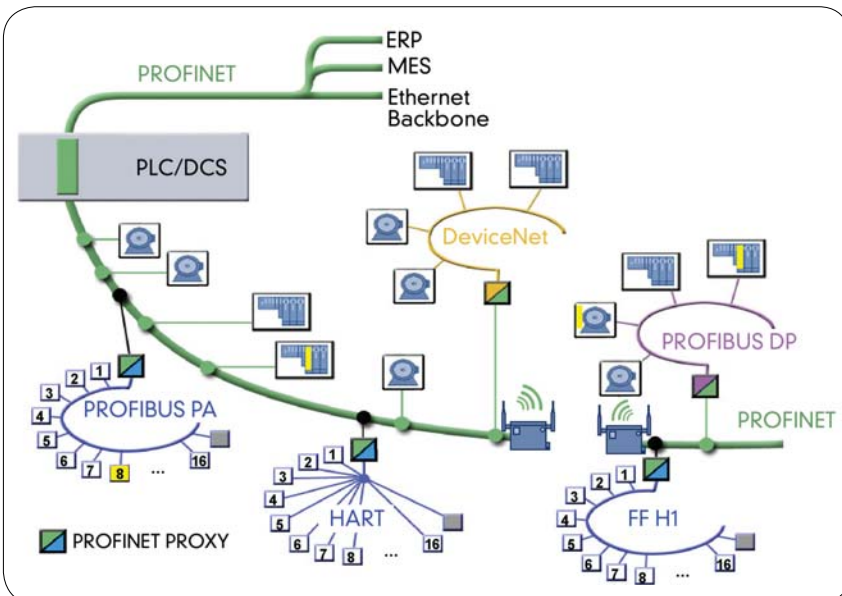 ERP
MES
PROFINET
Ethernet
Backbone
PLC/DCS
DeviceNet
PROFIBUS DP
PROFINET
PROFIBUS PA
1
2
3
4
5
6
7
8
...
16
HART
1
2
3
4
5
6
7
8
...
16
FF H1
1
2
3
4
5
6
7
8
...
16
PROFINET PROXY